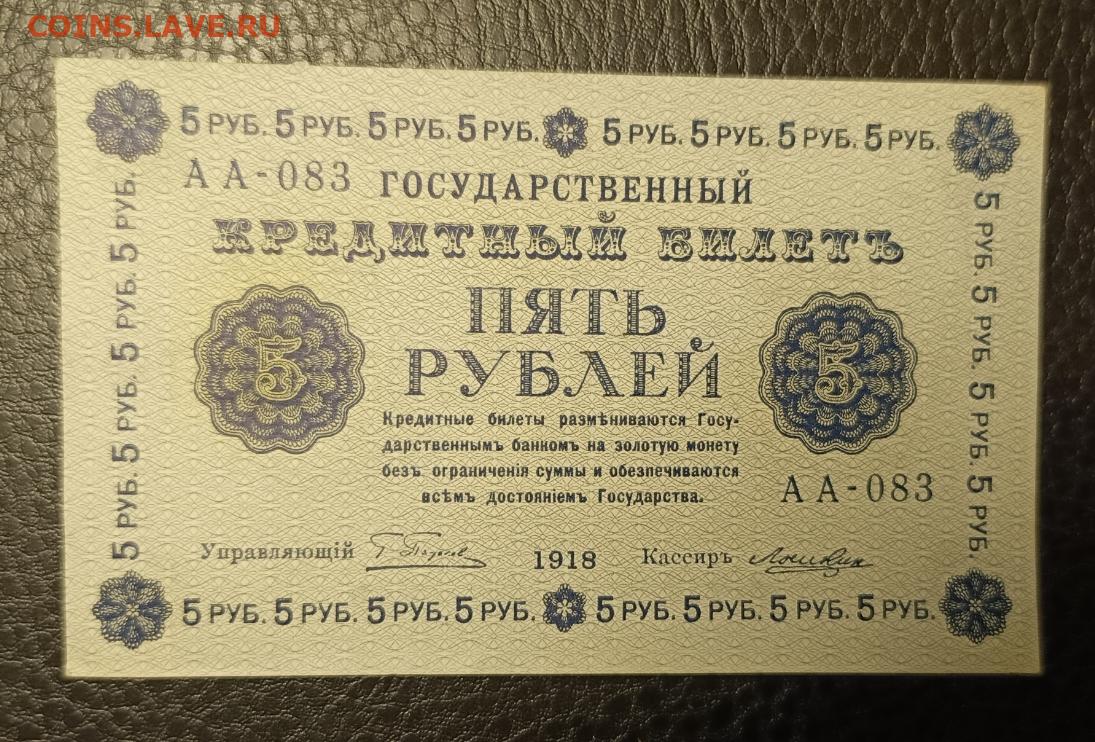 COINS.LAVE.RU
5 РУБ. 5 РУБ. 5 РУБ. 5 РУБ. 5 РУБ. 5 РУБ. 5 РУБ. 5 РУБ.
АА-083
ГОСУДАРСТВЕННЫЙ
КРЕДИТНЫЙ БИЛЕТЪ
5 РУБ. 5 РУБ. 5 РУБ. 5 РУБ.
5 РУБ. 5 РУБ. 5 РУБ. 5 РУБ.
5
ПЯТЬ
РУБЛЕЙ
5
Кредитные билеты размѣниваются Госу-
дарственнымъ банкомъ на золотую монету
безъ ограниченія суммы и обезпечиваются
всѣмъ достояніемъ Государства.
АА-083
Управляющій
1918
Кассиръ
5 РУБ. 5 РУБ. 5 РУБ. 5 РУБ. 5 РУБ. 5 РУБ. 5 РУБ. 5 РУБ.